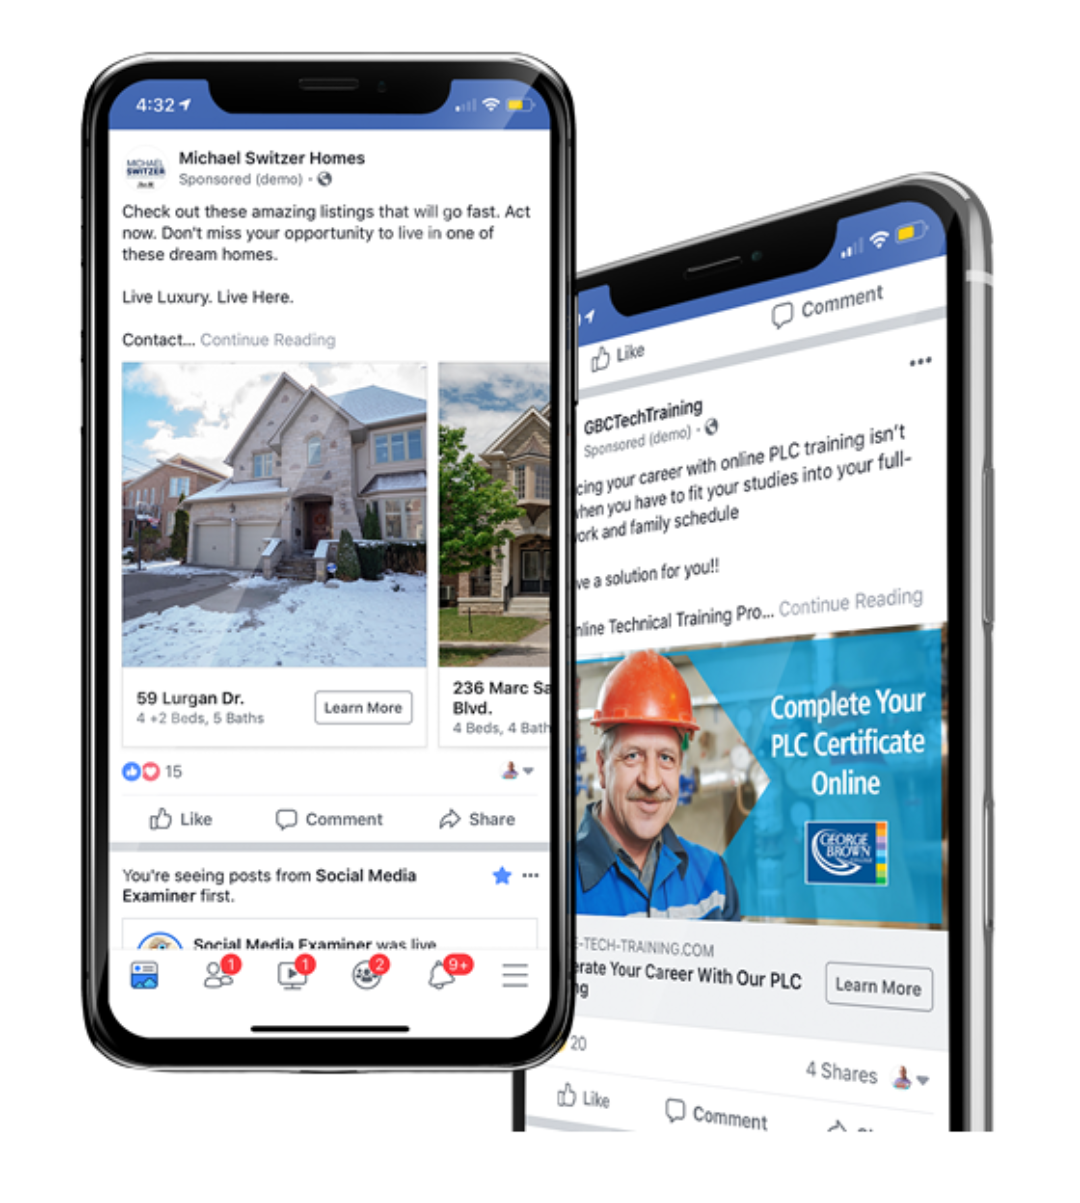 4:32
MICHAEL
SWITZER
Michael Switzer Homes
Sponsored (demo) ·
Check out these amazing listings that will go fast. Act
now. Don't miss your opportunity to live in one of
these dream homes.
Live Luxury. Live Here.
Contact... Continue Reading
59 Lurgan Dr.
4 +2 Beds, 5 Baths
Learn More
236 Marc Sa
Blvd.
4 Beds, 4 Bath
15
Like
Comment
Share
You're seeing posts from Social Media
Examiner first.
Social Media Examiner was live
1
1
2
9+
Like
Comment
GBCTechTraining
Sponsored (demo) ·
cing your career with online PLC training isn't
when you have to fit your studies into your full-
ork and family schedule
ve a solution for you!!
nline Technical Training Pro... Continue Reading
Complete Your
PLC Certificate
Online
GEORGE
BROWN
COLLEGE
E-TECH-TRAINING.COM
erate Your Career With Our PLC
ng
Learn More
20
4 Shares
Like
Comment